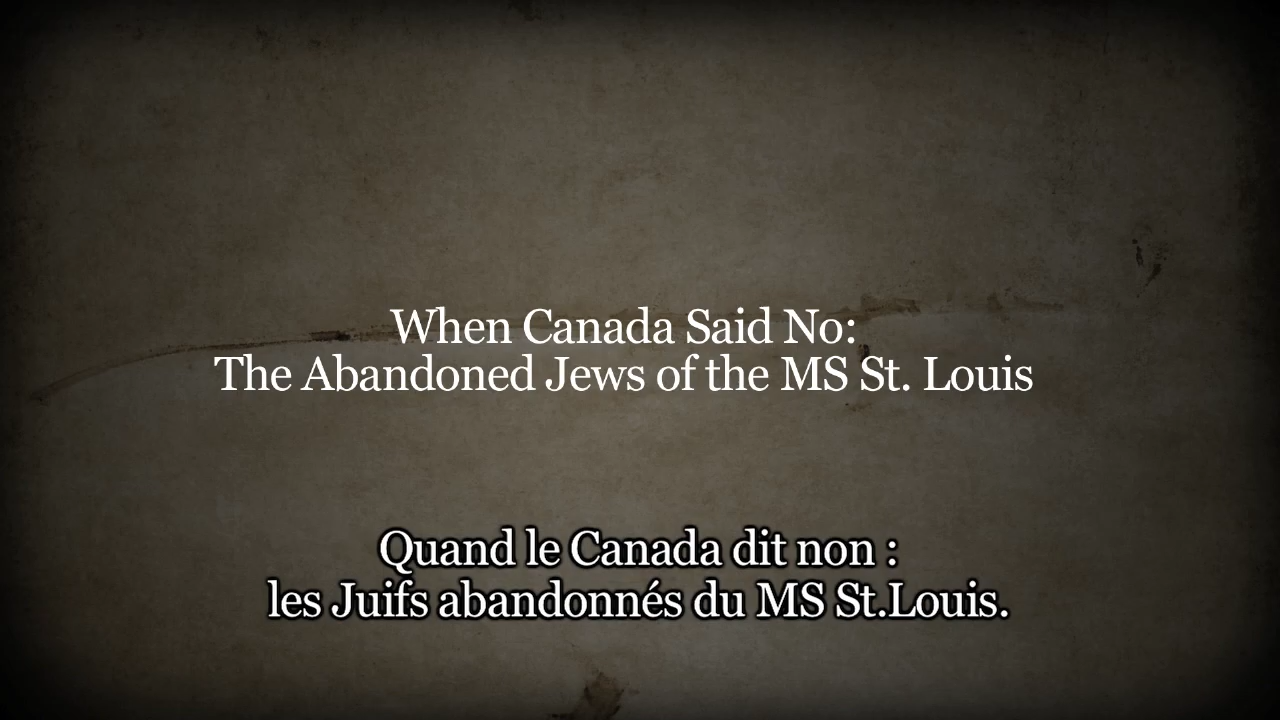 When Canada Said No:
The Abandoned Jews of the MS St. Louis
Quand le Canada dit non :
les Juifs abandonnés du MS St.Louis.